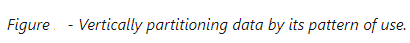 Figure - Vertically partitioning data by its pattern of use.